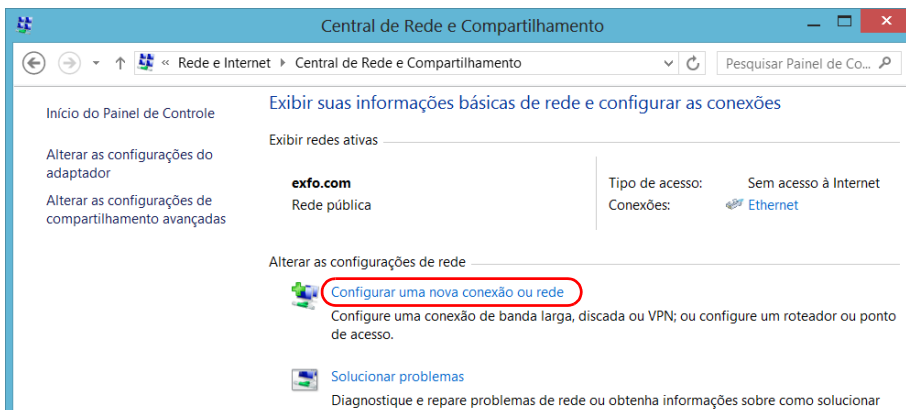 Central de Rede e Compartilhamento
« Rede e Internet ▸ Central de Rede e Compartilhamento
Pesquisar Painel de Co...
Início do Painel de Controle
Alterar as configurações do
adaptador
Alterar as configurações de
compartilhamento avançadas
Exibir suas informações básicas de rede e configurar as conexões
Exibir redes ativas
exfo.com
Rede pública
Tipo de acesso: Sem acesso à Internet
Conexões: Ethernet
Alterar as configurações de rede
Configurar uma nova conexão ou rede
Configure uma conexão de banda larga, discada ou VPN; ou configure um roteador ou ponto
de acesso.
Solucionar problemas
Diagnostique e repare problemas de rede ou obtenha informações sobre como solucionar